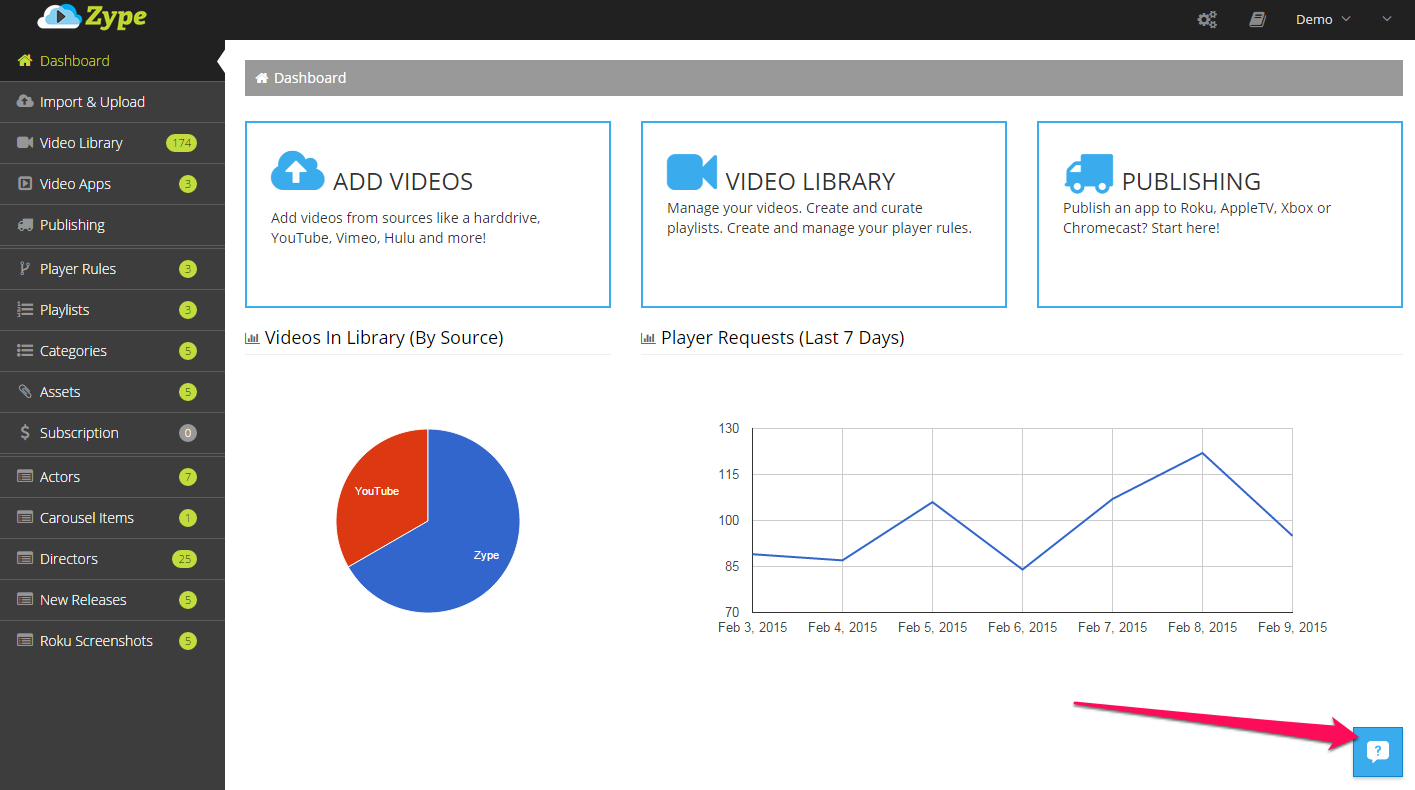 Zype
Demo
Dashboard
Import & Upload
Video Library 174
Video Apps 3
Publishing
Player Rules 3
Playlists 3
Categories 5
Assets 5
Subscription 0
Actors 7
Carousel Items 1
Directors 25
New Releases 5
Roku Screenshots 5
Dashboard
ADD VIDEOS
Add videos from sources like a harddrive,
YouTube, Vimeo, Hulu and more!
VIDEO LIBRARY
Manage your videos. Create and curate
playlists. Create and manage your player rules.
PUBLISHING
Publish an app to Roku, AppleTV, Xbox or
Chromecast? Start here!
Videos In Library (By Source)
YouTube
Zype
Player Requests (Last 7 Days)
130
115
100
85
70
Feb 3, 2015 Feb 4, 2015 Feb 5, 2015 Feb 6, 2015 Feb 7, 2015 Feb 8, 2015 Feb 9, 2015
?